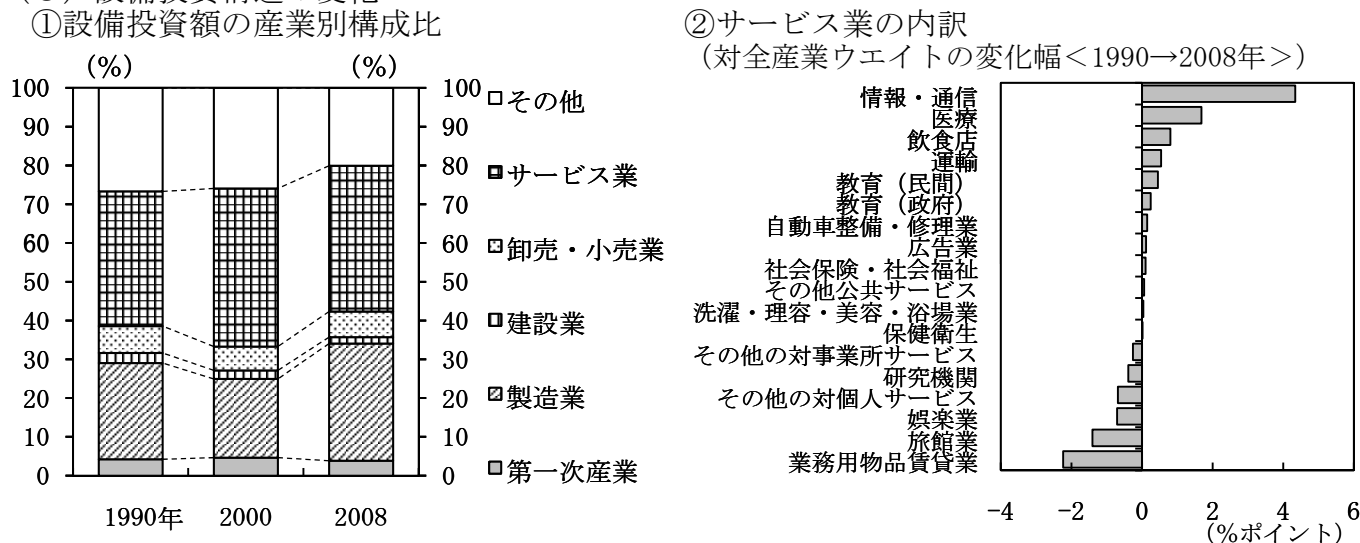 ①設備投資額の産業別構成比
(%)
(%)
100
90
80
70
60
50
40
30
20
10
0
100
90
80
70
60
50
40
30
20
10
0
1990年
2000
2008
その他
サービス業
卸売・小売業
建設業
製造業
第一次産業
②サービス業の内訳
（対全産業ウエイトの変化幅＜1990→2008年＞）
情報・通信
医療
飲食店
運輸
教育（民間）
教育（政府）
自動車整備・修理業
広告業
社会保険・社会福祉
その他公共サービス
洗濯・理容・美容・浴場業
保健衛生
その他の対事業所サービス
研究機関
その他の対個人サービス
娯楽業
旅館業
業務用物品賃貸業
-4
-2
0
2
4
6
(%ポイント)